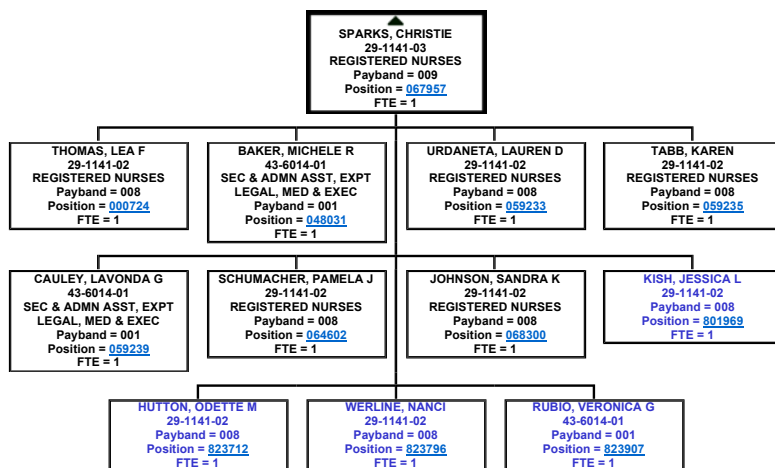 SPARKS, CHRISTIE
29-1141-03
REGISTERED NURSES
Payband = 009
Position = 067957
FTE = 1
THOMAS, LEA F
29-1141-02
REGISTERED NURSES
Payband = 008
Position = 000724
FTE = 1
BAKER, MICHELE R
43-6014-01
SEC & ADMN ASST, EXPT
LEGAL, MED & EXEC
Payband = 001
Position = 048031
FTE = 1
URDANETA, LAUREN D
29-1141-02
REGISTERED NURSES
Payband = 008
Position = 059233
FTE = 1
TABB, KAREN
29-1141-02
REGISTERED NURSES
Payband = 008
Position = 059235
FTE = 1
CAULEY, LAVONDA G
43-6014-01
SEC & ADMN ASST, EXPT
LEGAL, MED & EXEC
Payband = 001
Position = 059239
FTE = 1
SCHUMACHER, PAMELA J
29-1141-02
REGISTERED NURSES
Payband = 008
Position = 064602
FTE = 1
JOHNSON, SANDRA K
29-1141-02
REGISTERED NURSES
Payband = 008
Position = 068300
FTE = 1
KISH, JESSICA L
29-1141-02
Payband = 008
Position = 801969
FTE = 1
HUTTON, ODETTE M
29-1141-02
Payband = 008
Position = 823712
FTE = 1
WERLINE, NANCI
29-1141-02
Payband = 008
Position = 823796
FTE = 1
RUBIO, VERONICA G
43-6014-01
Payband = 001
Position = 823907
FTE = 1